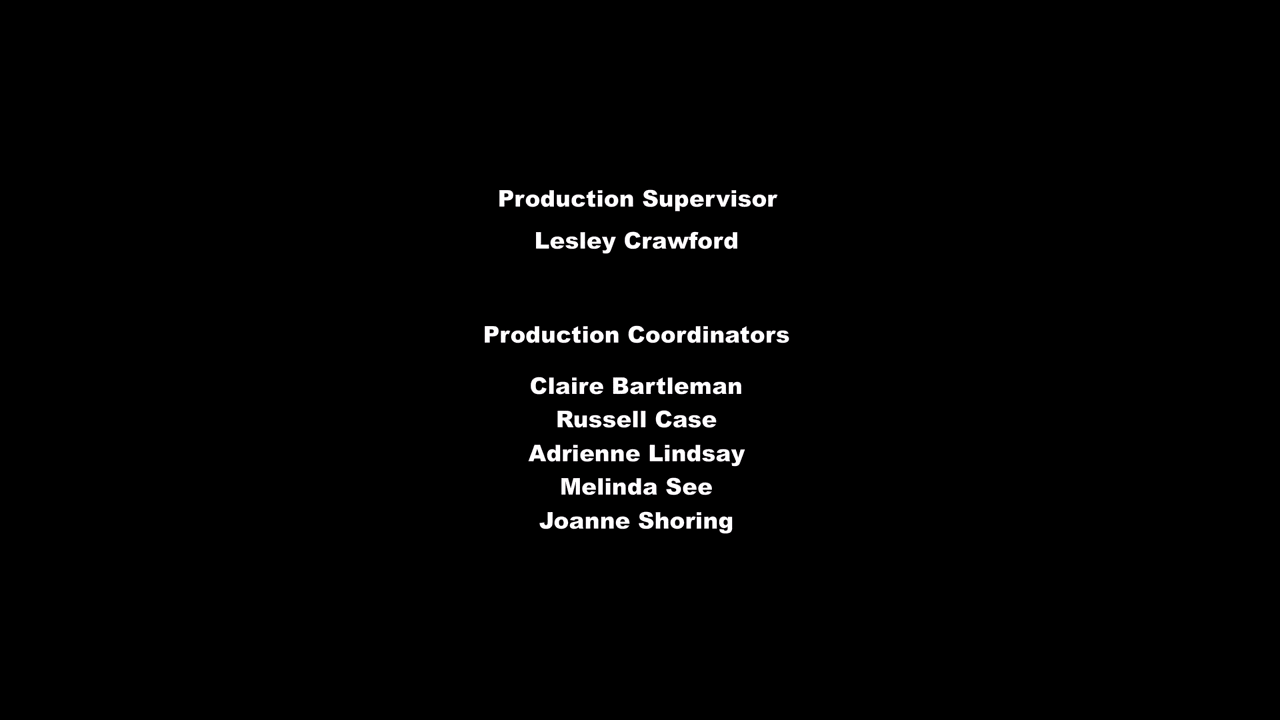 Production Supervisor
Lesley Crawford
Production Coordinators
Claire Bartleman
Russell Case
Adrienne Lindsay
Melinda See
Joanne Shoring